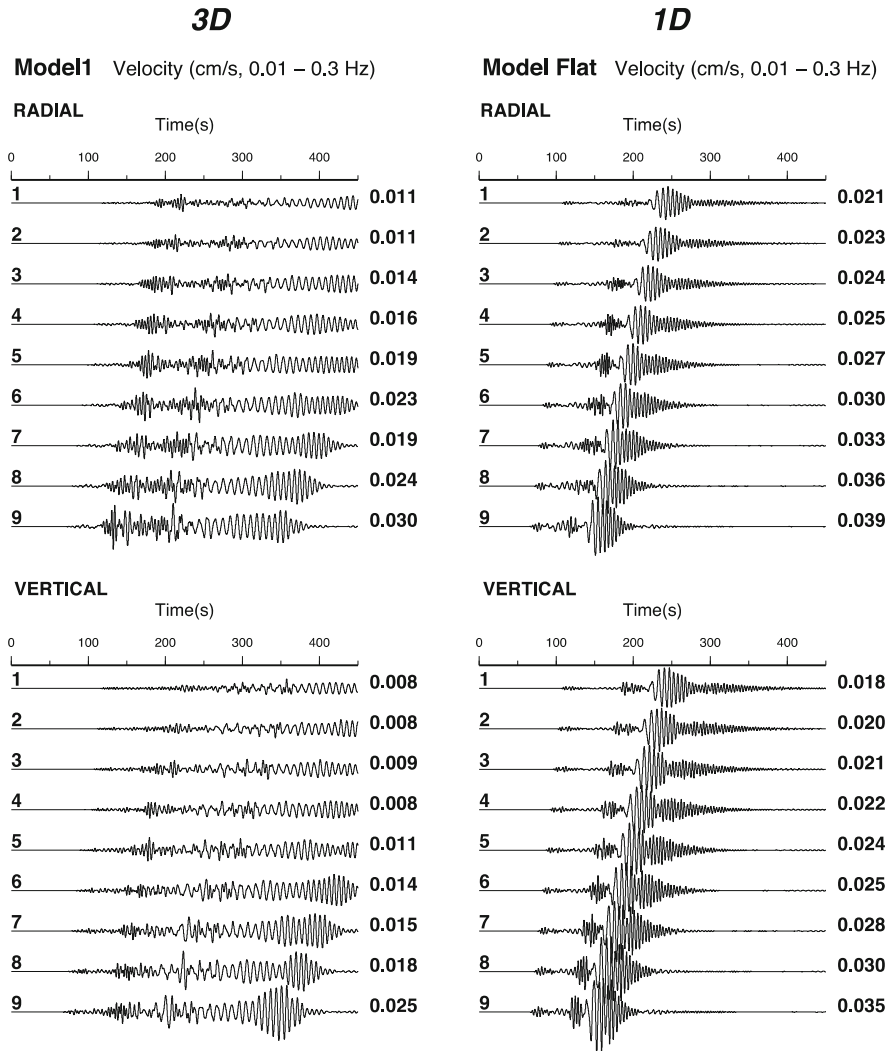 3D
1D
Model1 Velocity (cm/s, 0.01 – 0.3 Hz)
Model Flat Velocity (cm/s, 0.01 – 0.3 Hz)
RADIAL
Time(s)
0 100 200 300 400
1 0.011
2 0.011
3 0.014
4 0.016
5 0.019
6 0.023
7 0.019
8 0.024
9 0.030
RADIAL
Time(s)
0 100 200 300 400
1 0.021
2 0.023
3 0.024
4 0.025
5 0.027
6 0.030
7 0.033
8 0.036
9 0.039
VERTICAL
Time(s)
0 100 200 300 400
1 0.008
2 0.008
3 0.009
4 0.008
5 0.011
6 0.014
7 0.015
8 0.018
9 0.025
VERTICAL
Time(s)
0 100 200 300 400
1 0.018
2 0.020
3 0.021
4 0.022
5 0.024
6 0.025
7 0.028
8 0.030
9 0.035